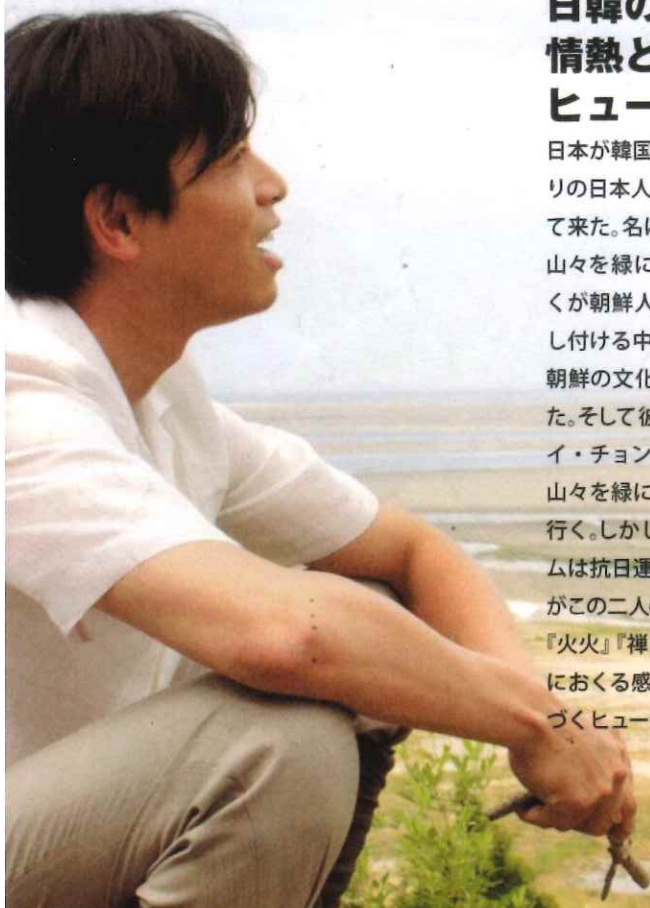 日韓の
情熱と
ヒュー
日本が韓国
りの日本人
て来た。名に
山々を緑に
くが朝鮮人
し付ける中
朝鮮の文化
た。そして彼
イ・チョン
山々を緑に
行く。しかし
ムは抗日運
がこの二人
『火火』『禅
におくる感
づくヒュー